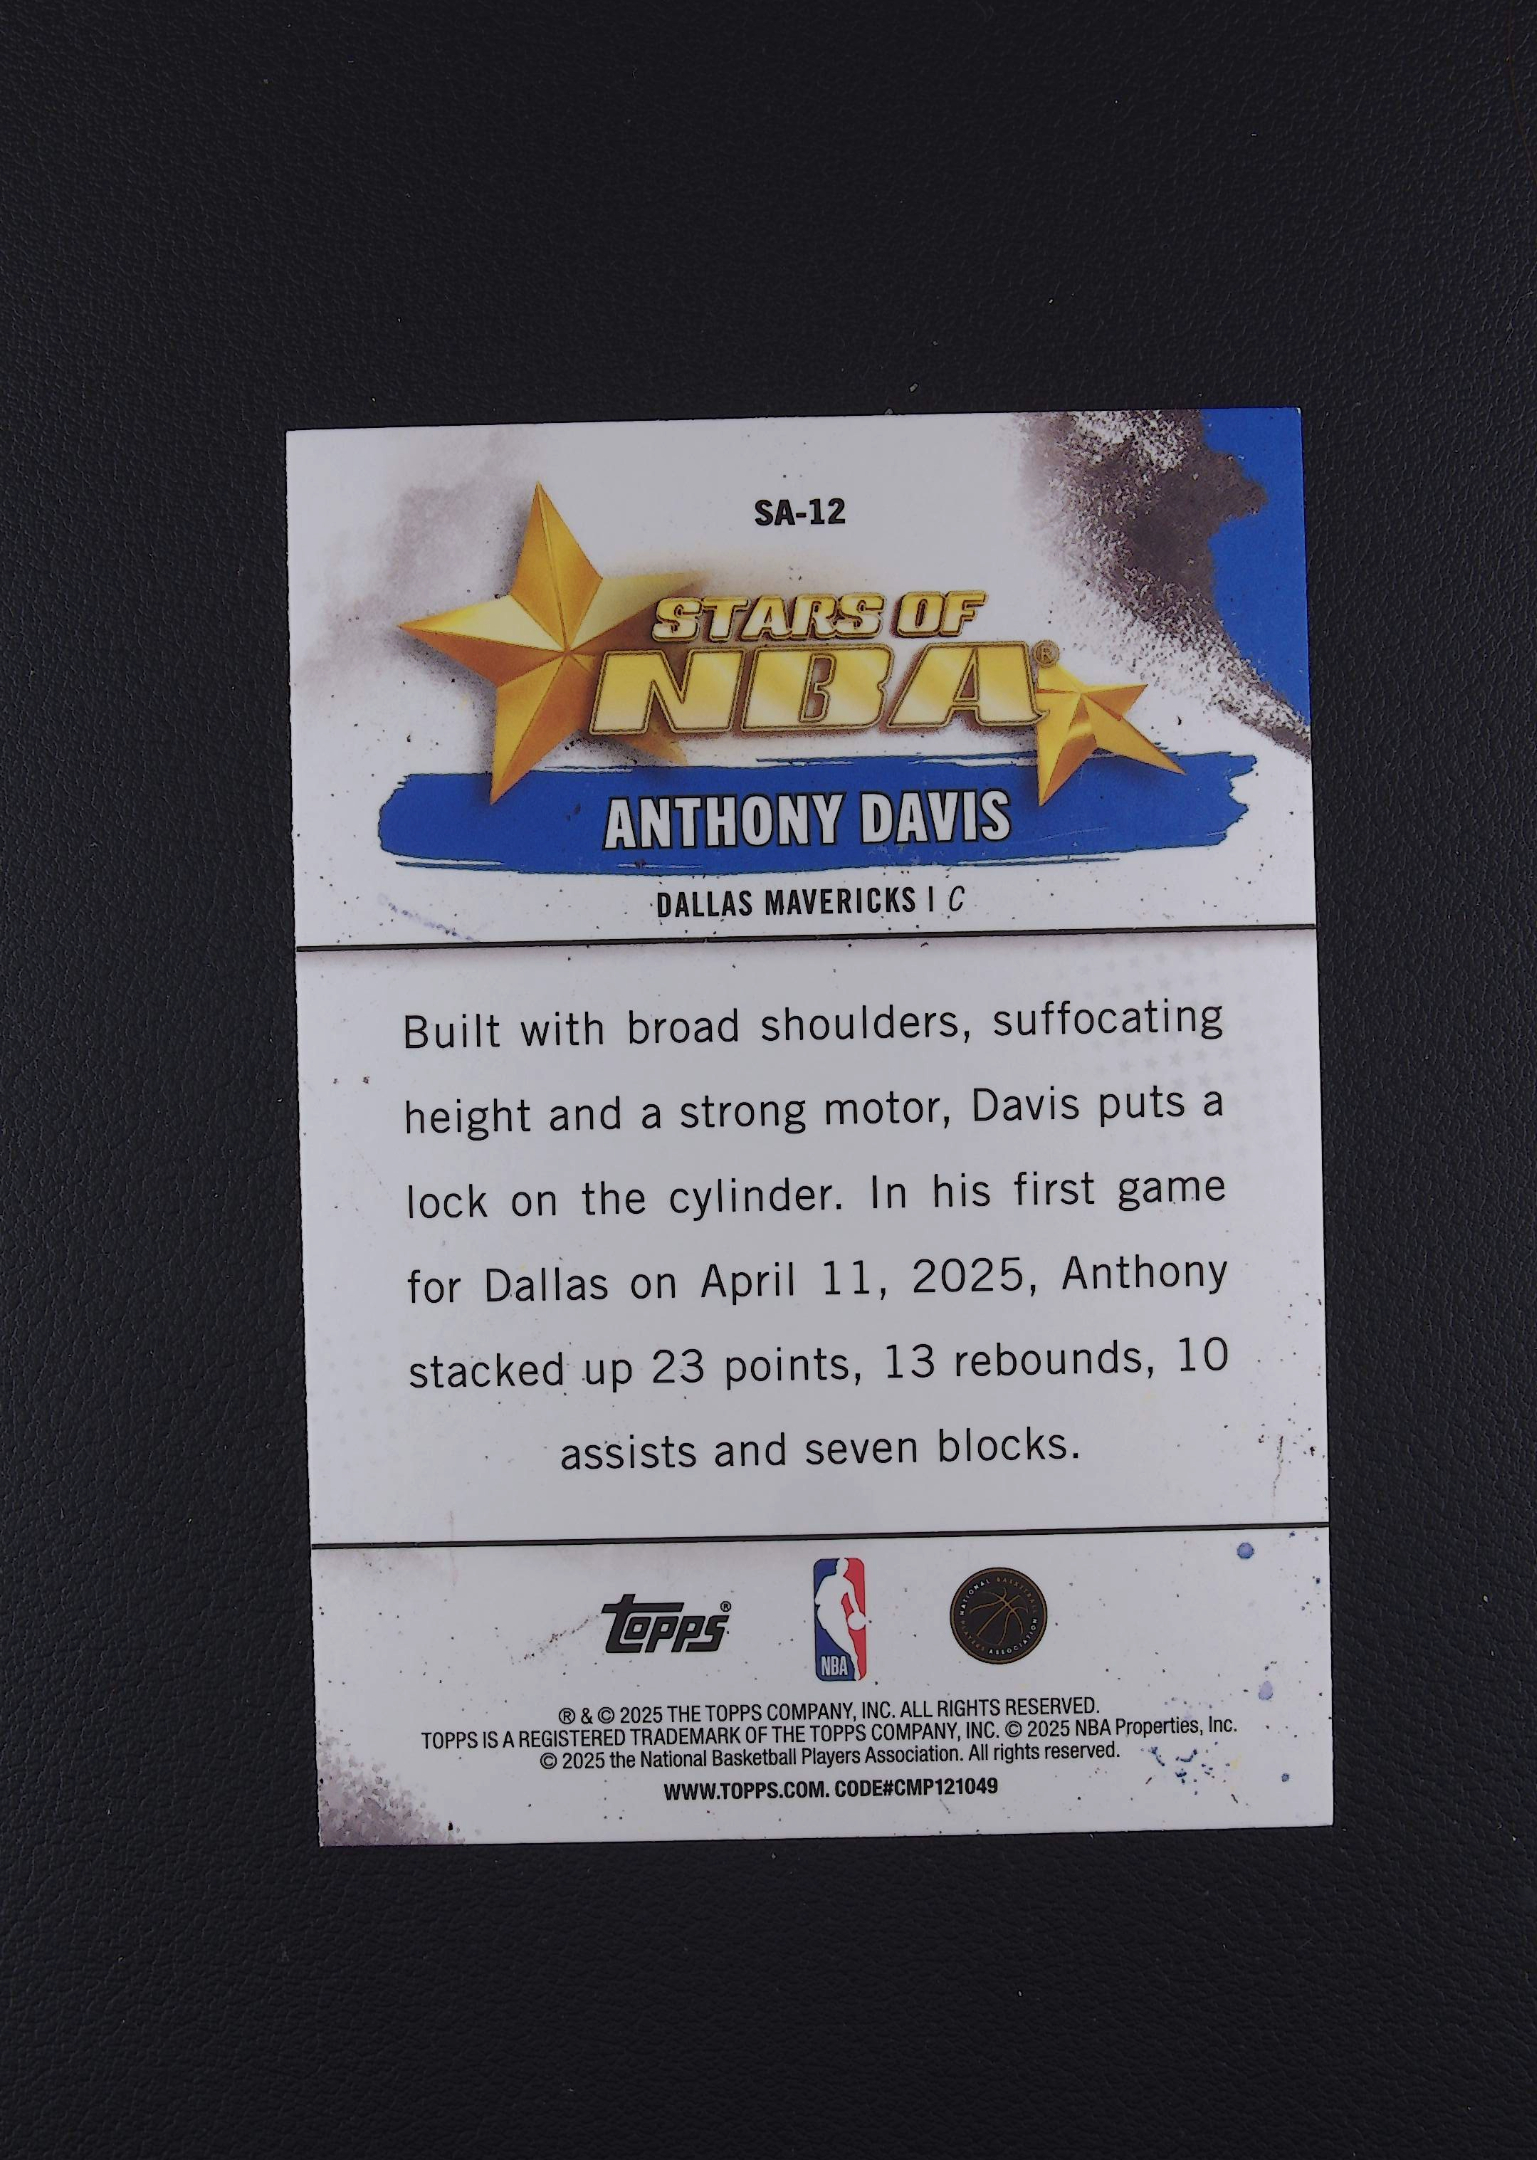 SA-12
STARS OF
NBA®
ANTHONY DAVIS
DALLAS MAVERICKS | C
Built with broad shoulders, suffocating
height and a strong motor, Davis puts a
lock on the cylinder. In his first game
for Dallas on April 11, 2025, Anthony
stacked up 23 points, 13 rebounds, 10
assists and seven blocks.
topps®
NBA
NATIONAL BASKETBALL PLAYERS ASSOCIATION
® & © 2025 THE TOPPS COMPANY, INC. ALL RIGHTS RESERVED.
TOPPS IS A REGISTERED TRADEMARK OF THE TOPPS COMPANY, INC. © 2025 NBA Properties, Inc.
© 2025 the National Basketball Players Association. All rights reserved.
WWW.TOPPS.COM. CODE#CMP121049